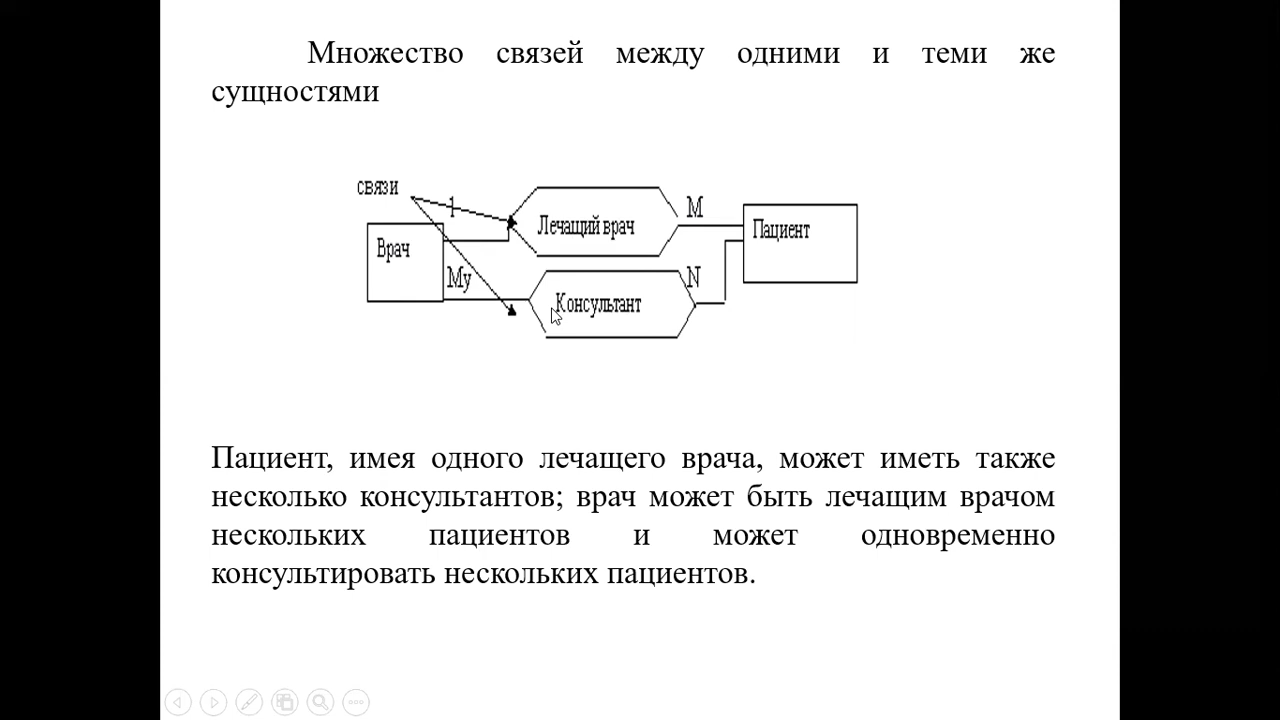 Множество связей между одними и теми же
сущностями
связи
1
Лечащий врач
М
Пациент
Врач
Му
Консультант
N
Пациент, имея одного лечащего врача, может иметь также
несколько консультантов; врач может быть лечащим врачом
нескольких пациентов и может одновременно
консультировать нескольких пациентов.